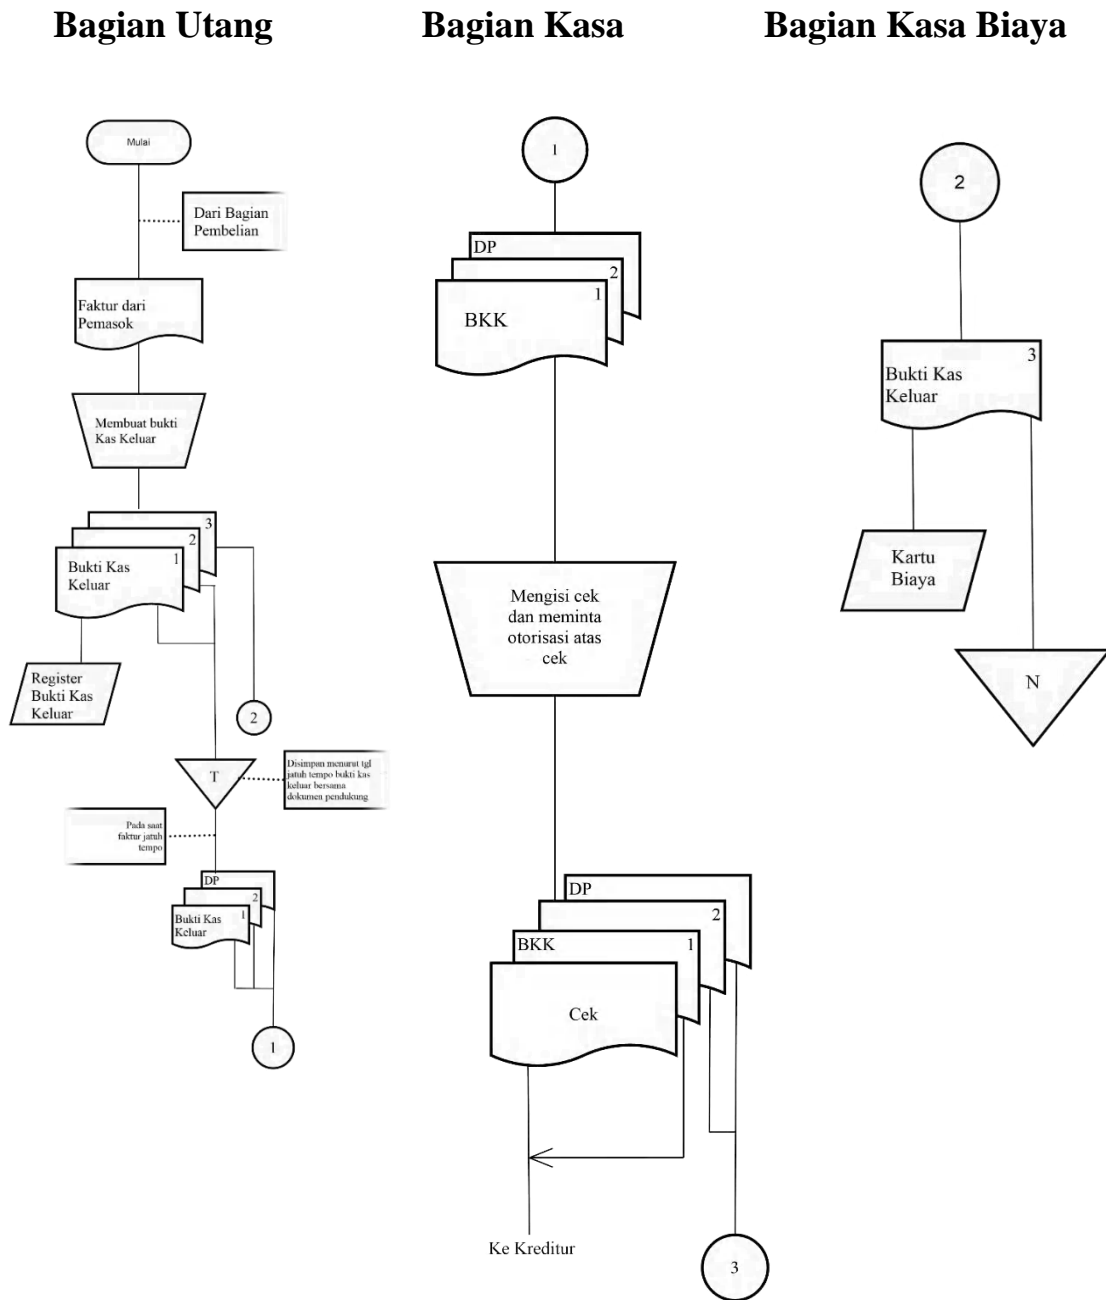 Bagian Utang
Bagian Kasa
Bagian Kasa Biaya
Mulai
Dari Bagian
Pembelian
Faktur dari
Pemasok
Membuat bukti
Kas Keluar
3
2
1
Bukti Kas
Keluar
Register
Bukti Kas
Keluar
2
T
Disimpan menurut tgl
jatuh tempo bukti kas
keluar bersama
dokumen pendukung
Pada saat
faktur jatuh
tempo
DP
2
1
Bukti Kas
Keluar
1
1
DP
2
1
BKK
Mengisi cek
dan meminta
otorisasi atas
cek
DP
2
BKK 1
Cek
Ke Kreditur
3
2
3
Bukti Kas
Keluar
Kartu
Biaya
N